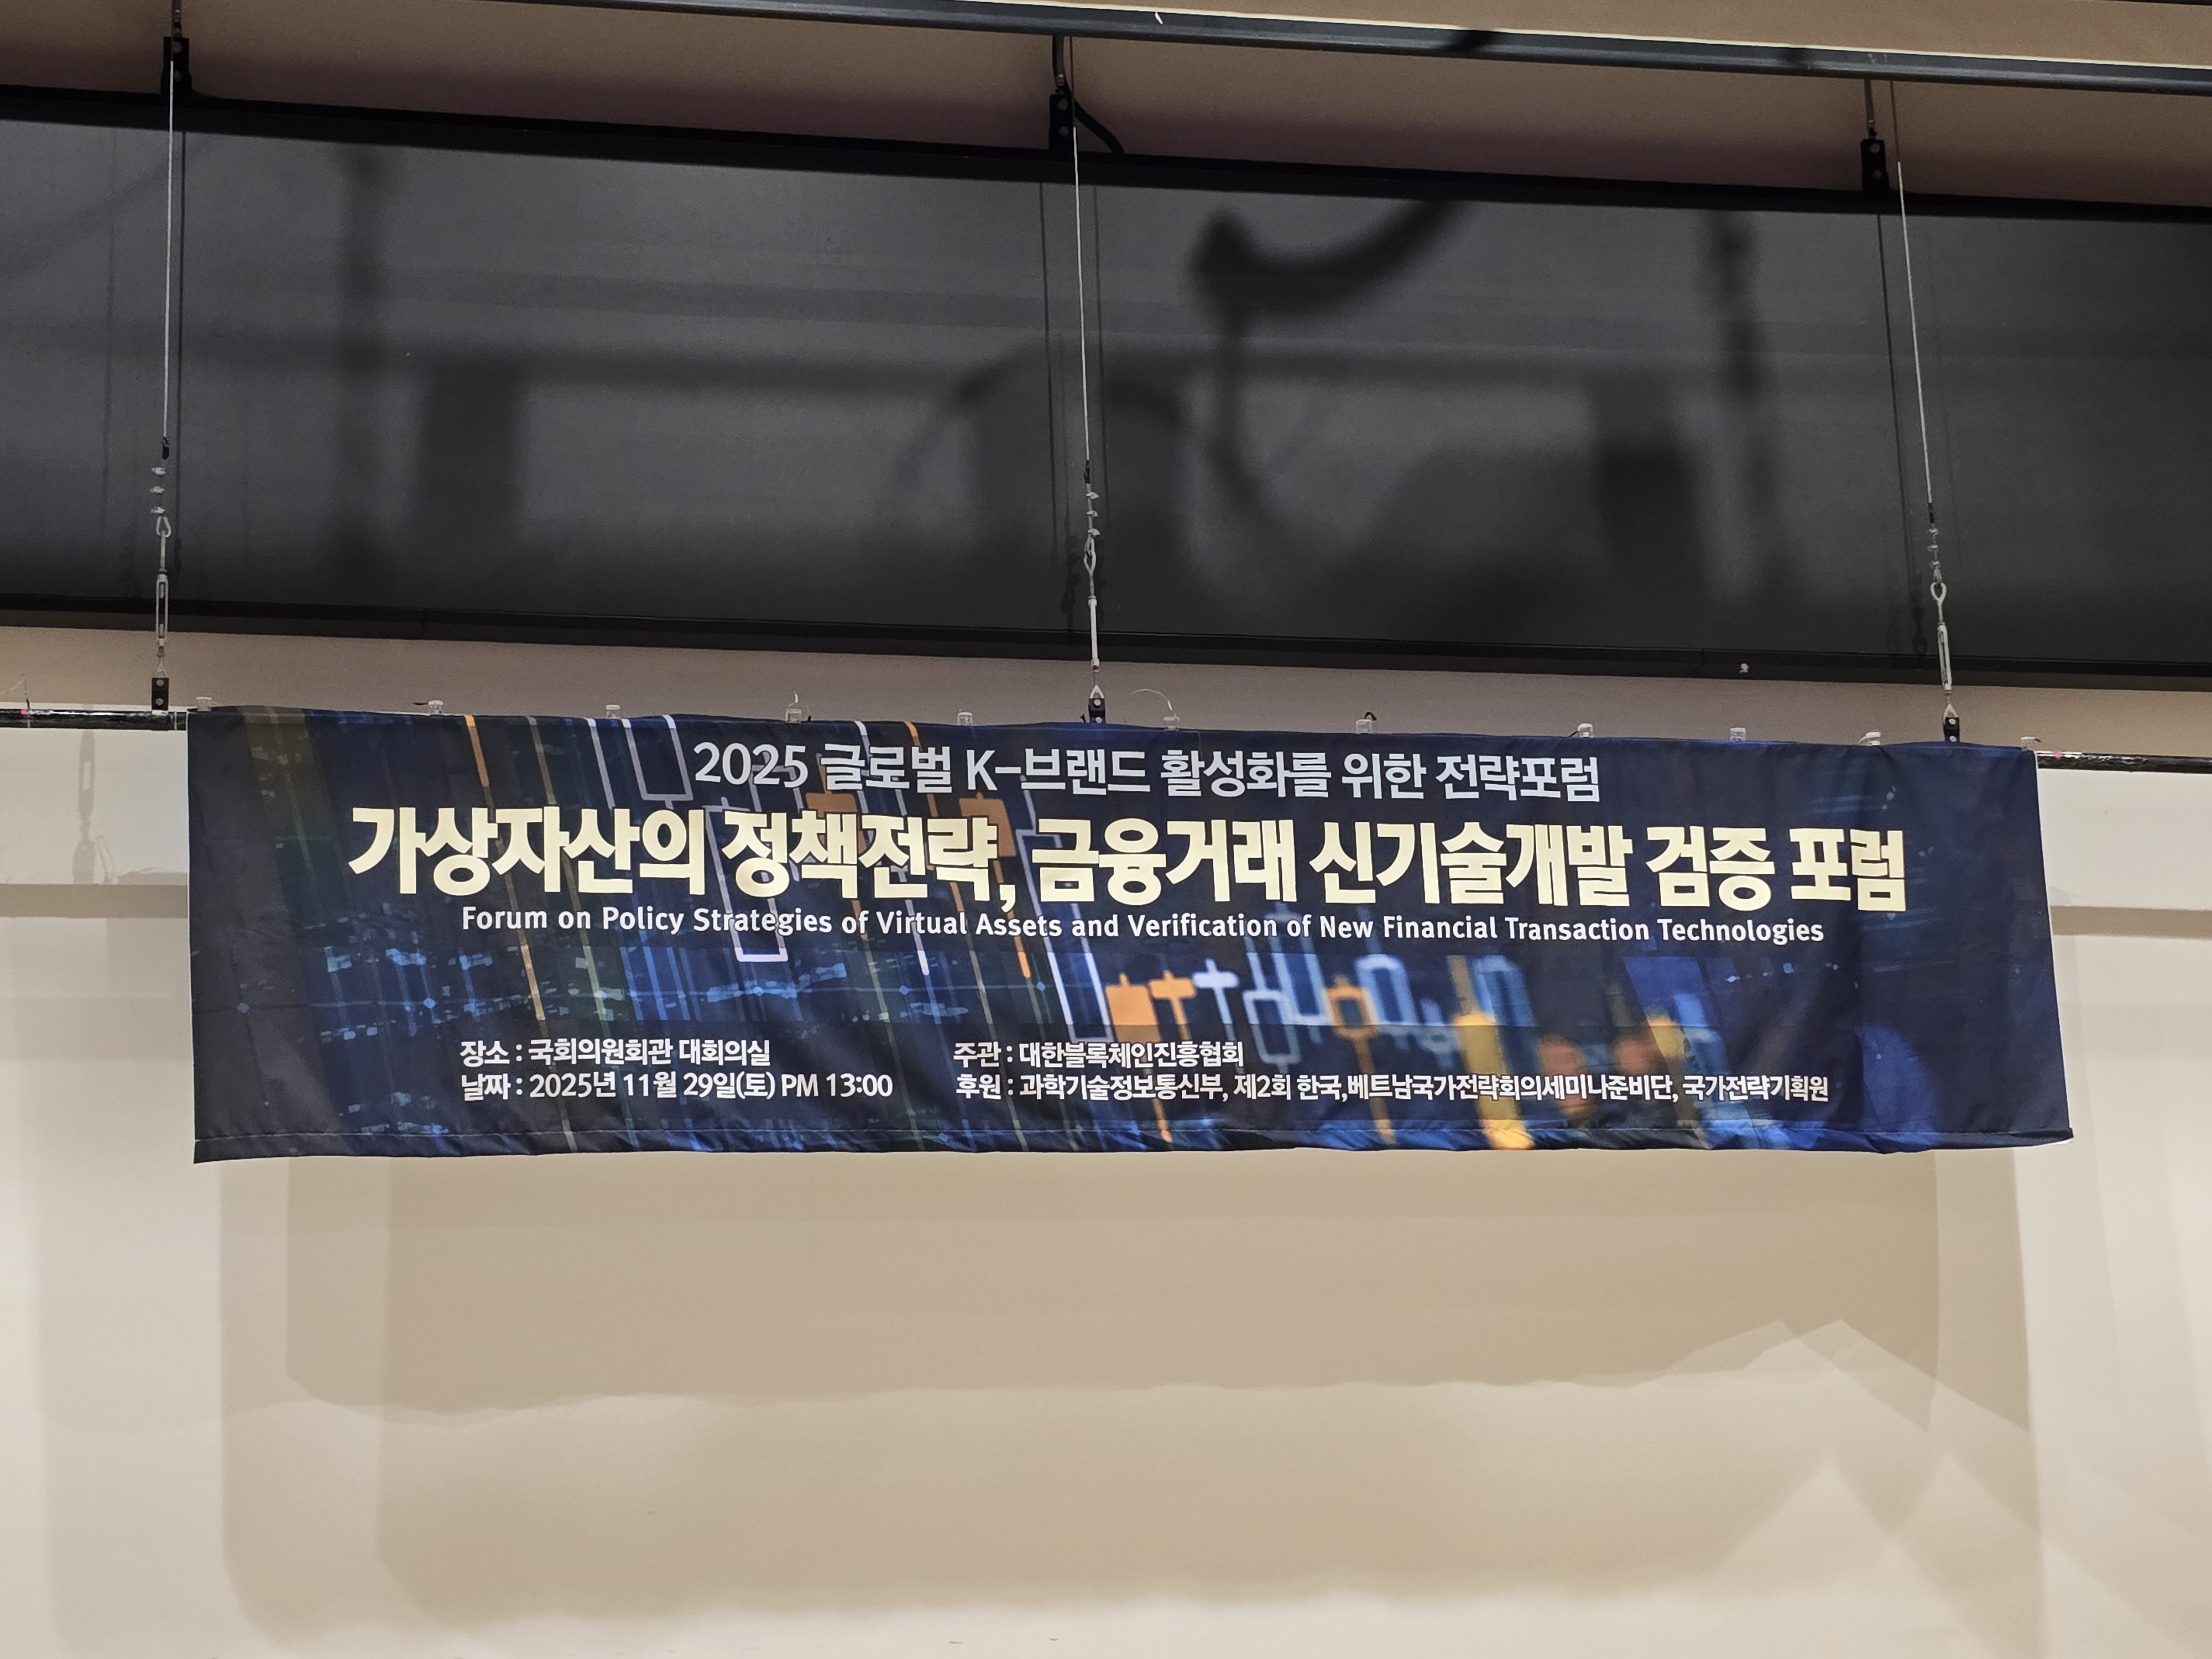 2025 글로벌 K-브랜드 활성화를 위한 전략포럼
가상자산의 정책전략, 금융거래 신기술개발 검증 포럼
Forum on Policy Strategies of Virtual Assets and Verification of New Financial Transaction Technologies
장소 : 국회의원회관 대회의실
날짜 : 2025년 11월 29일(토) PM 13:00
주관 : 대한블록체인진흥협회
후원 : 과학기술정보통신부, 제2회 한국,베트남국가전략회의세미나준비단, 국가전략기획원